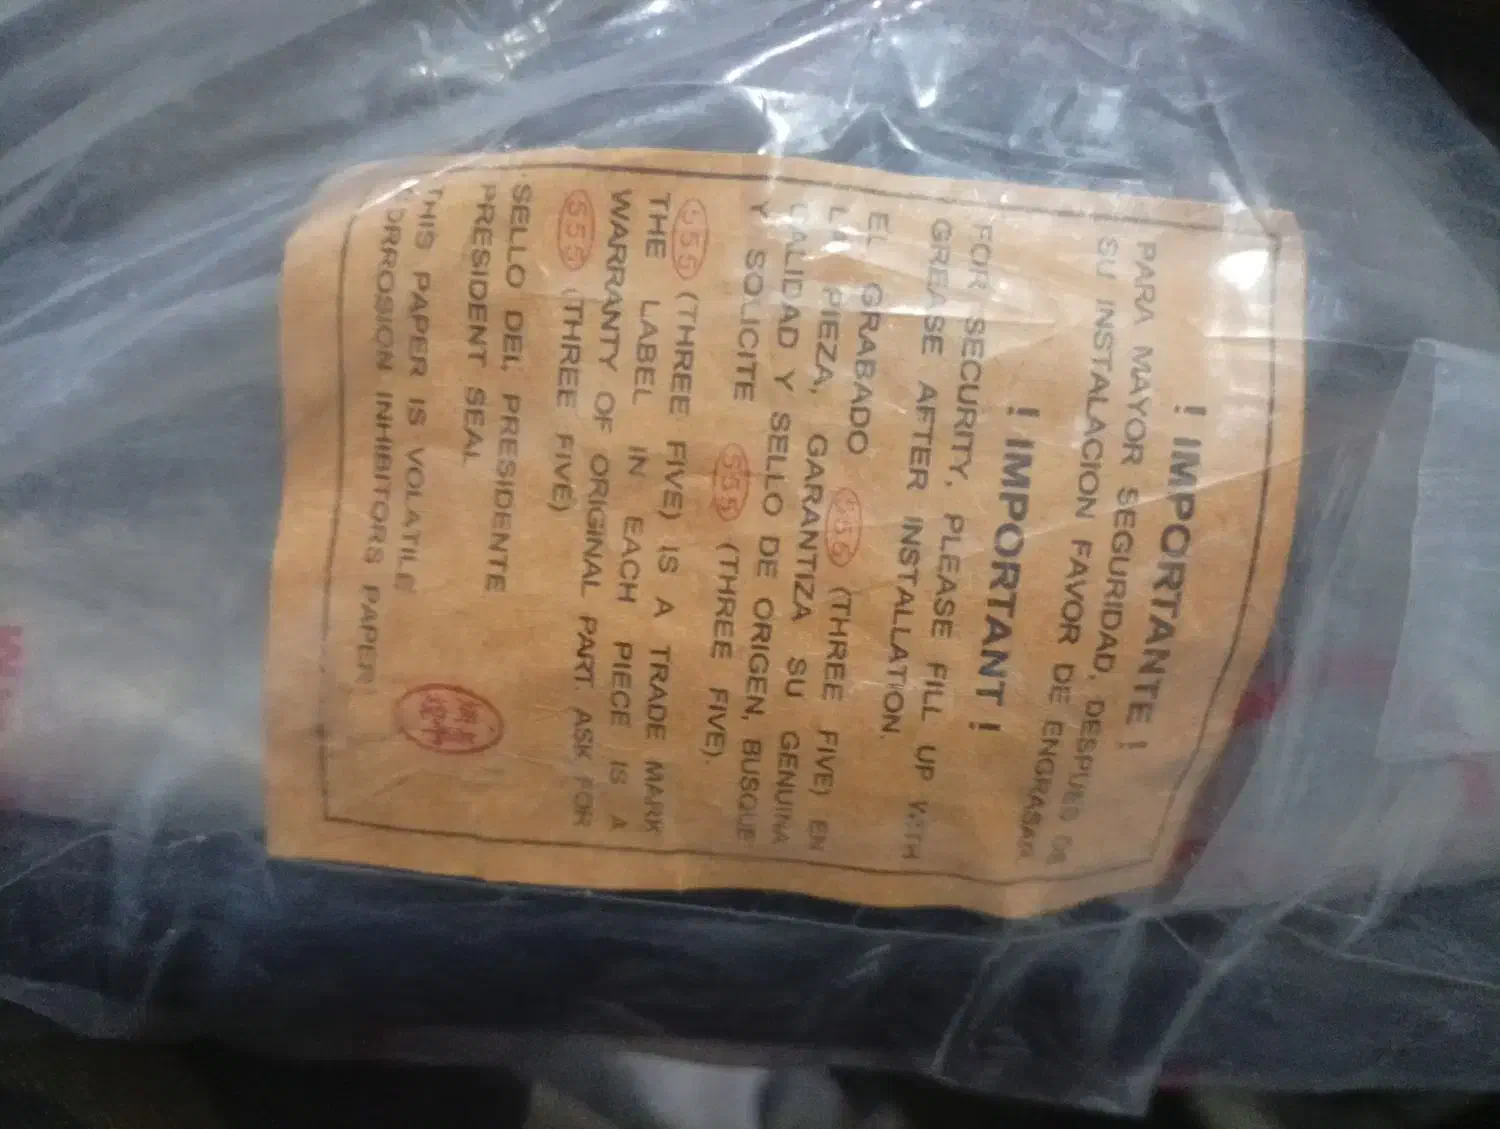 ! IMPORTANTE !
PARA MAYOR SEGURIDAD, DESPUES DE
SU INSTALACION FAVOR DE ENGRASAR.
! IMPORTANT !
FOR SECURITY, PLEASE FILL UP WITH
GREASE AFTER INSTALLATION.
EL GRABADO 555 (THREE FIVE) EN
LA PIEZA, GARANTIZA SU GENUINA
CALIDAD Y SELLO DE ORIGEN, BUSQUE
Y SOLICITE 555 (THREE FIVE).
555 (THREE FIVE) IS A TRADE MARK
THE LABEL IN EACH PIECE IS A
WARRANTY OF ORIGINAL PART. ASK FOR
555 (THREE FIVE)
SELLO DEL PRESIDENTE
PRESIDENT SEAL
THIS PAPER IS VOLATILE
CORROSION INHIBITORS PAPER